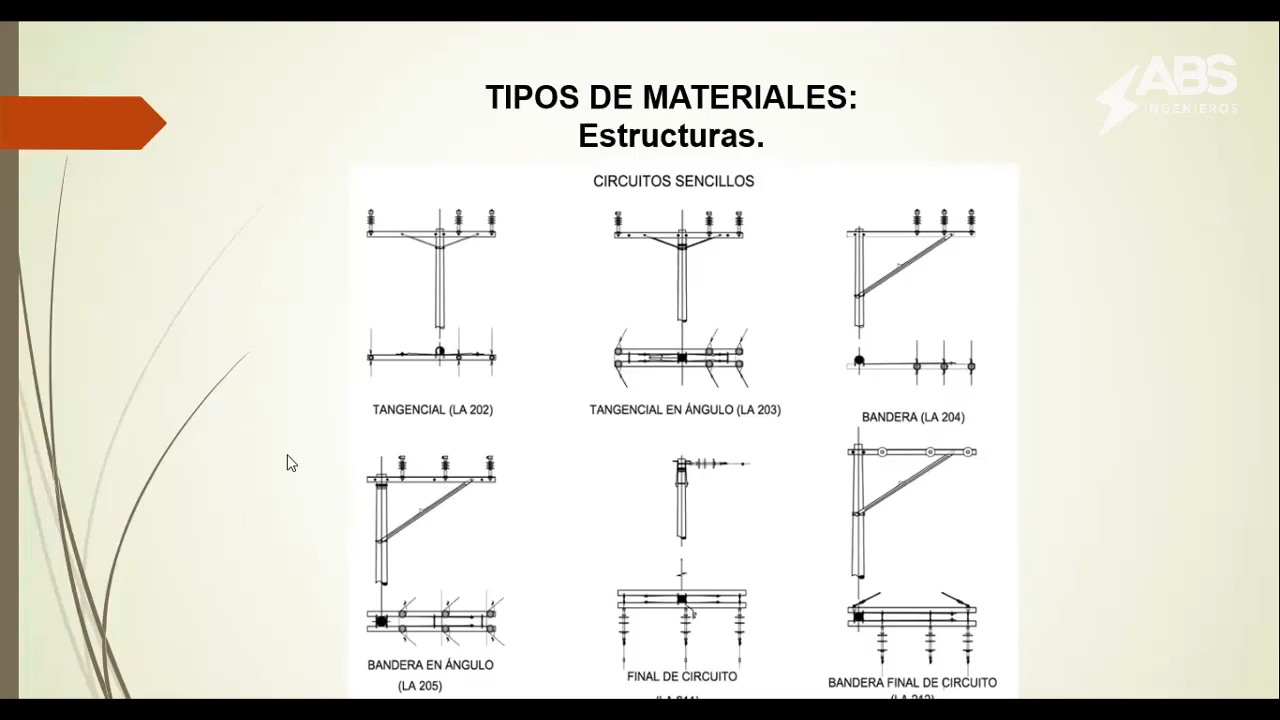 ABS
INGENIEROS
TIPOS DE MATERIALES:
Estructuras.
CIRCUITOS SENCILLOS
TANGENCIAL (LA 202)
TANGENCIAL EN ÁNGULO (LA 203)
BANDERA (LA 204)
BANDERA EN ÁNGULO
(LA 205)
FINAL DE CIRCUITO
BANDERA FINAL DE CIRCUITO